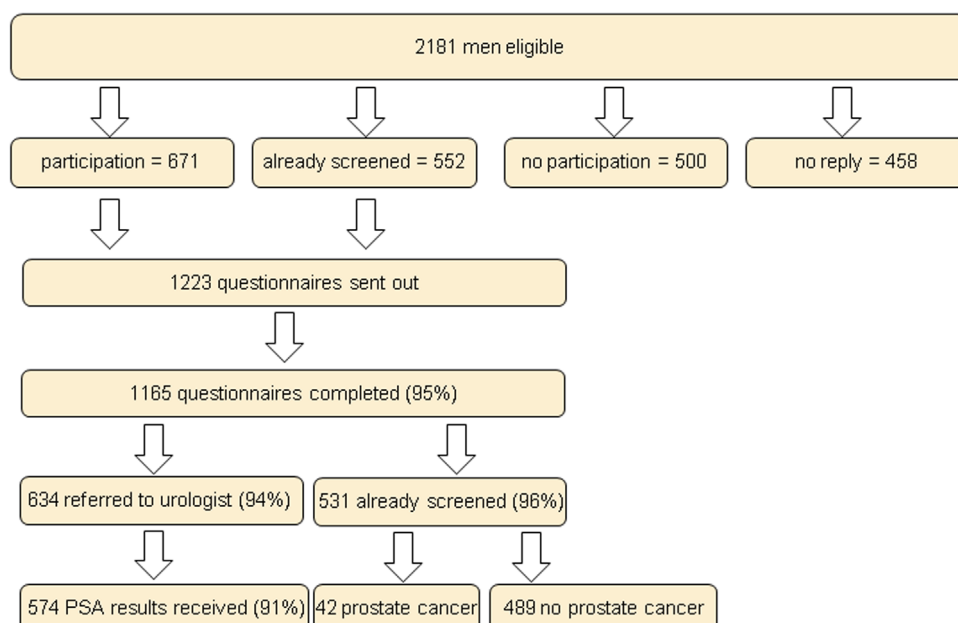 2181 men eligible
participation = 671
already screened = 552
no participation = 500
no reply = 458
1223 questionnaires sent out
1165 questionnaires completed (95%)
634 referred to urologist (94%)
531 already screened (96%)
574 PSA results received (91%)
42 prostate cancer
489 no prostate cancer